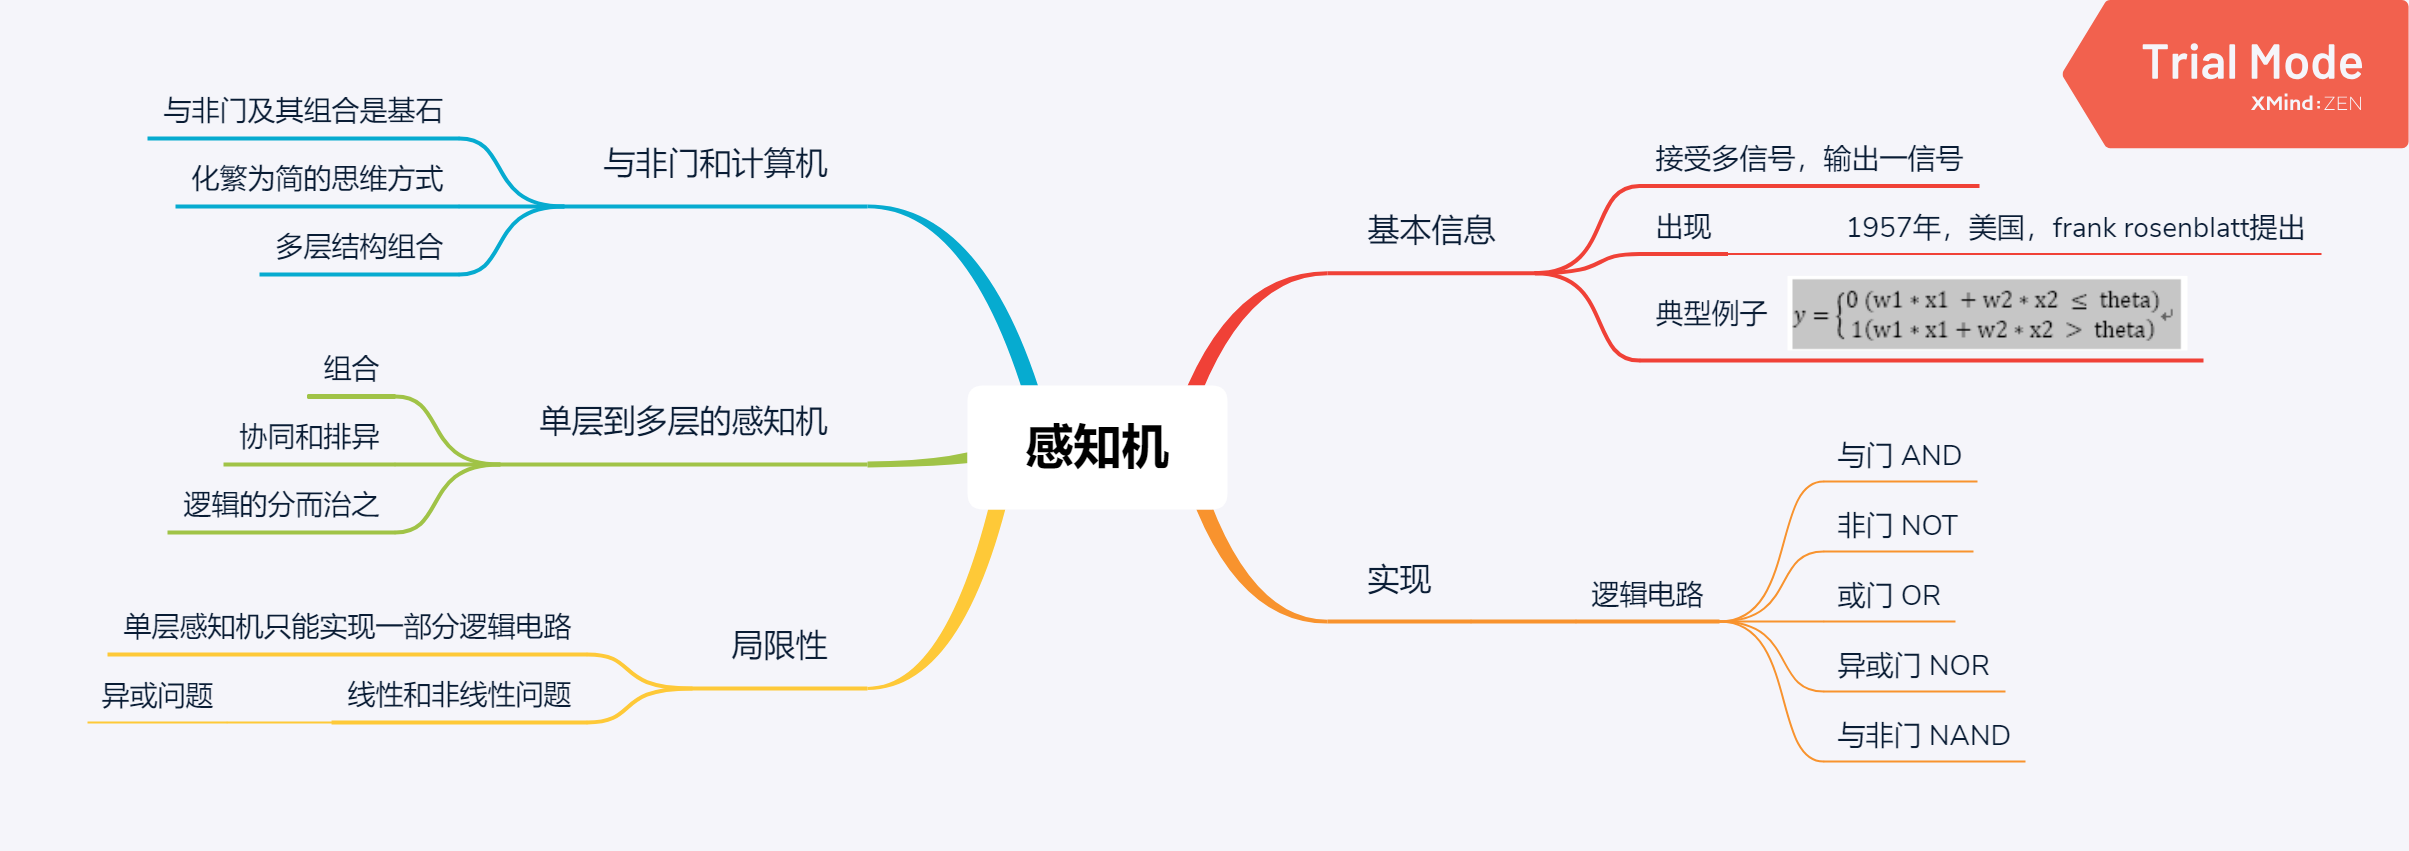 Trial Mode
XMind:ZEN
感知机
基本信息
接受多信号，输出一信号
出现
1957年，美国，frank rosenblatt提出
典型例子
y = {0 (w1 * x1 + w2 * x2 ≤ theta)
1(w1 * x1 + w2 * x2 > theta)
实现
逻辑电路
与门 AND
非门 NOT
或门 OR
异或门 NOR
与非门 NAND
与非门和计算机
与非门及其组合是基石
化繁为简的思维方式
多层结构组合
单层到多层的感知机
组合
协同和排异
逻辑的分而治之
局限性
单层感知机只能实现一部分逻辑电路
线性和非线性问题
异或问题